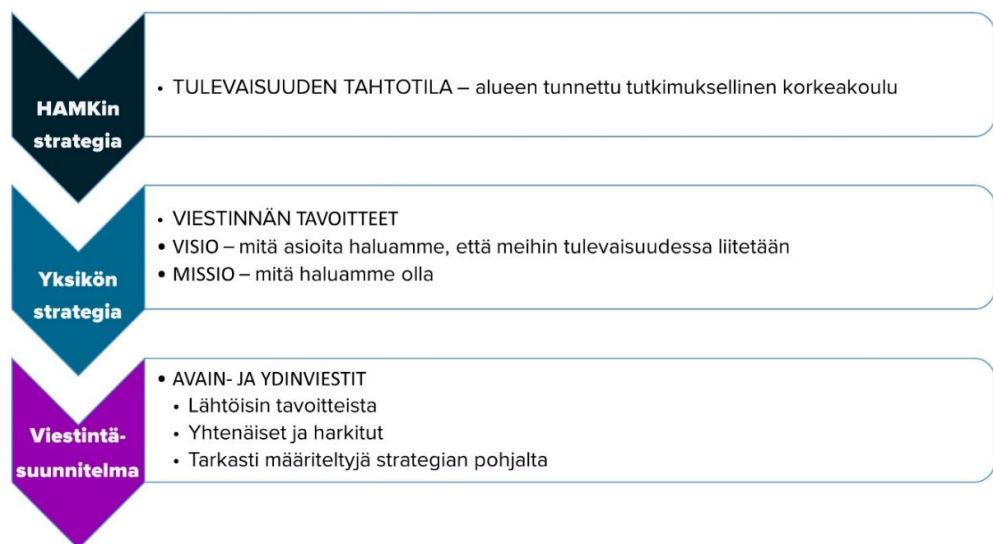 HAMKin
strategia
• TULEVAISUUDEN TAHTOTILA – alueen tunnettu tutkimuksellinen korkeakoulu
Yksikön
strategia
• VIESTINNÄN TAVOITTEET
• VISIO – mitä asioita haluamme, että meihin tulevaisuudessa liitetään
• MISSIO – mitä haluamme olla
Viestintä-
suunnitelma
• AVAIN- JA YDINVIESTIT
• Lähtöisin tavoitteista
• Yhtenäiset ja harkitut
• Tarkasti määriteltyjä strategian pohjalta